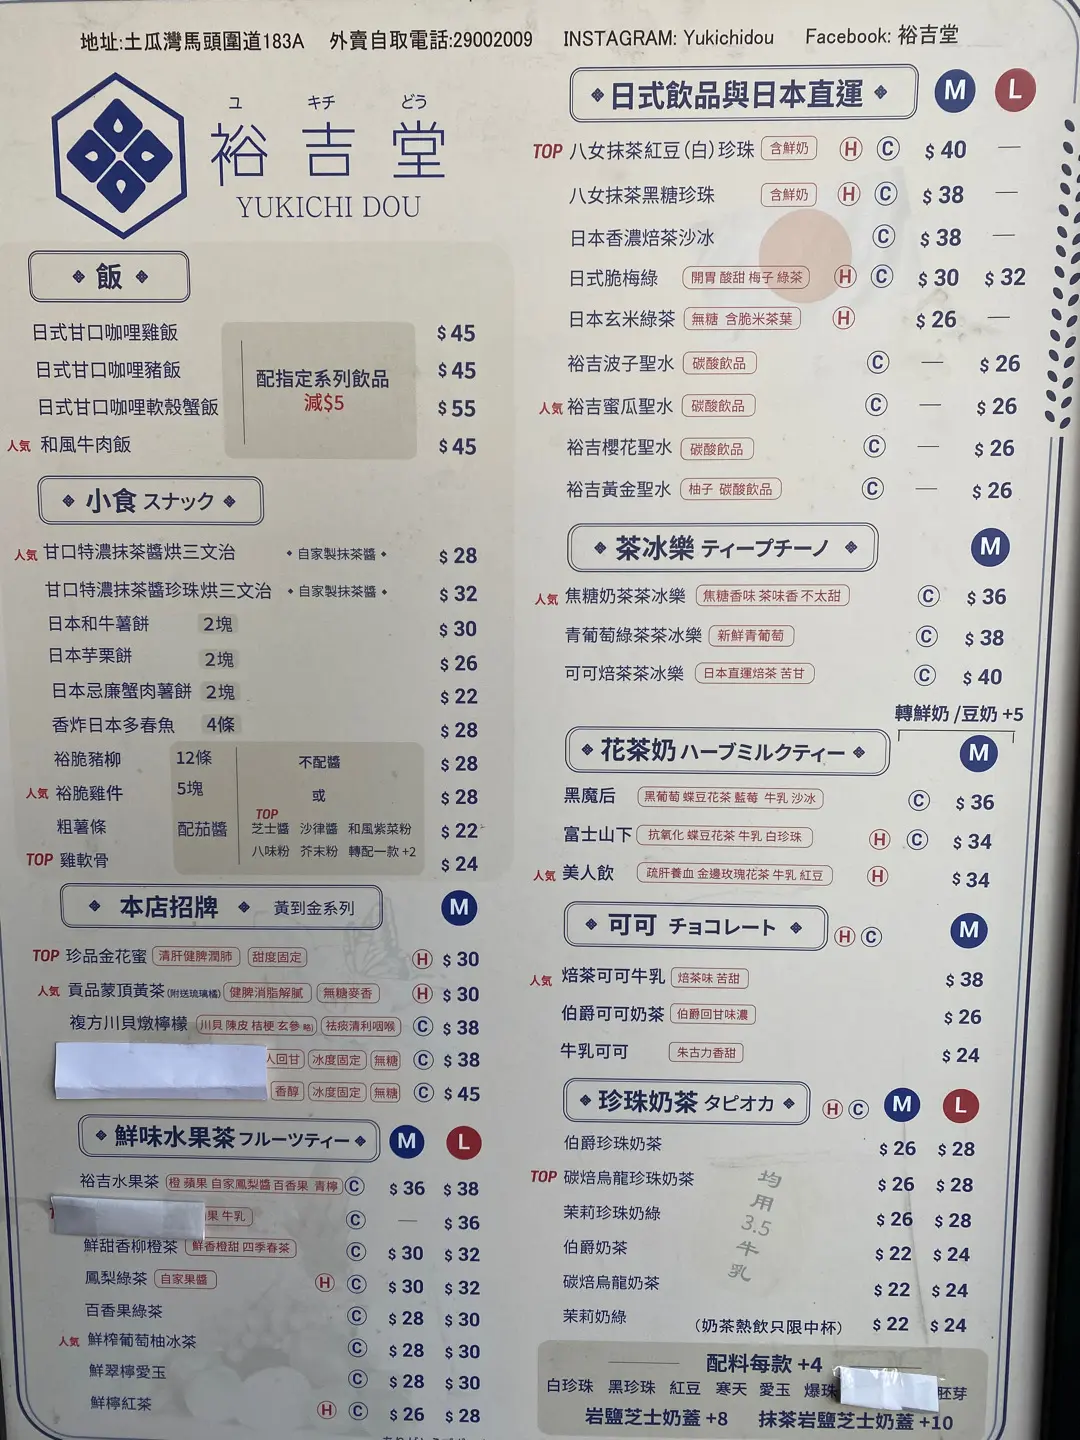 地址:土瓜灣馬頭圍道183A 外賣自取電話:29002009 INSTAGRAM: Yukichidou Facebook: 裕吉堂
ユ キチ どう
裕吉堂
YUKICHI DOU
飯
日式甘口咖哩雞飯 $ 45
日式甘口咖哩豬飯 $ 45
日式甘口咖哩軟殼蟹飯 $ 55
人気 和風牛肉飯 $ 45
配指定系列飲品
減$5
小食 スナック
人気 甘口特濃抹茶醬烘三文治 自家製抹茶醬 $ 28
甘口特濃抹茶醬珍珠烘三文治 自家製抹茶醬 $ 32
日本和牛薯餅 2塊 $ 30
日本芋栗餅 2塊 $ 26
日本忌廉蟹肉薯餅 2塊 $ 22
香炸日本多春魚 4條 $ 28
裕脆豬柳 12條 $ 28
人気 裕脆雞件 5塊 $ 28
粗薯條 配茄醬 $ 22
TOP 雞軟骨 $ 24
不配醬
或
TOP
芝士醬 沙律醬 和風紫菜粉
八味粉 芥末粉 轉配一款 +2
本店招牌 黃到金系列 M
TOP 珍品金花蜜 清肝健脾潤肺 甜度固定 H $ 30
人気 貢品蒙頂黃茶(附送琉璃橘) 健脾消脂解膩 無糖麥香 H $ 30
複方川貝燉檸檬 川貝 陳皮 桔梗 玄參 略) 祛痰清利咽喉 C $ 38
人回甘 冰度固定 無糖 C $ 38
香醇 冰度固定 無糖 C $ 45
鮮味水果茶 フルーツティー M L
裕吉水果茶 橙 蘋果 自家鳳梨醬 百香果 青檸 C $ 36 $ 38
果 牛乳 C — $ 36
鮮甜香柳橙茶 鮮香橙甜 四季春茶 C $ 30 $ 32
鳳梨綠茶 自家果醬 H C $ 30 $ 32
百香果綠茶 C $ 28 $ 30
人気 鮮榨葡萄柚冰茶 C $ 28 $ 30
鮮翠檸愛玉 C $ 28 $ 30
鮮檸紅茶 H C $ 26 $ 28
日式飲品與日本直運 M L
TOP 八女抹茶紅豆(白)珍珠 含鮮奶 H C $ 40 —
八女抹茶黑糖珍珠 含鮮奶 H C $ 38 —
日本香濃焙茶沙冰 C $ 38 —
日式脆梅綠 開胃 酸甜 梅子 綠茶 H C $ 30 $ 32
日本玄米綠茶 無糖 含脆米茶葉 H $ 26 —
裕吉波子聖水 碳酸飲品 C — $ 26
人気 裕吉蜜瓜聖水 碳酸飲品 C — $ 26
裕吉櫻花聖水 碳酸飲品 C — $ 26
裕吉黃金聖水 柚子 碳酸飲品 C — $ 26
茶冰樂 ティープチーノ M
人気 焦糖奶茶茶冰樂 焦糖香味 茶味香 不太甜 C $ 36
青葡萄綠茶茶冰樂 新鮮青葡萄 C $ 38
可可焙茶茶冰樂 日本直運焙茶 苦甘 C $ 40
轉鮮奶 /豆奶 +5
花茶奶 ハーブミルクティー M
黑魔后 黑葡萄 蝶豆花茶 藍莓 牛乳 沙冰 C $ 36
富士山下 抗氧化 蝶豆花茶 牛乳 白珍珠 H C $ 34
人気 美人飲 疏肝養血 金邊玫瑰花茶 牛乳 紅豆 H $ 34
可可 チョコレート H C M
人気 焙茶可可牛乳 焙茶味 苦甜 $ 38
伯爵可可奶茶 伯爵回甘味濃 $ 26
牛乳可可 朱古力香甜 $ 24
珍珠奶茶 タピオカ H C M L
伯爵珍珠奶茶 $ 26 $ 28
TOP 碳焙烏龍珍珠奶茶 $ 26 $ 28
茉莉珍珠奶綠 $ 26 $ 28
伯爵奶茶 $ 22 $ 24
碳焙烏龍奶茶 $ 22 $ 24
茉莉奶綠 (奶茶熱飲只限中杯) $ 22 $ 24
均用3.5牛乳
配料每款 +4
白珍珠 黑珍珠 紅豆 寒天 愛玉 爆珠 胚芽
岩鹽芝士奶蓋 +8 抹茶岩鹽芝士奶蓋 +10